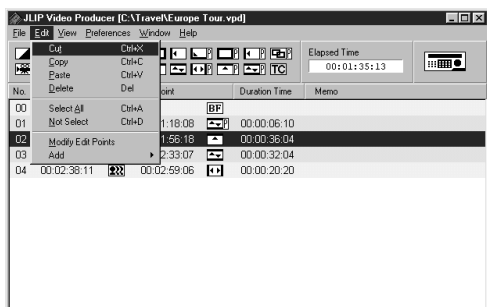 JLIP Video Producer [C:\Travel\Europe Tour.vpd]
File Edit View Preferences Window Help
Cut Ctrl+X
Copy Ctrl+C
Paste Ctrl+V
Delete Del
Select All Ctrl+A
Not Select Ctrl+D
Modify Edit Points
Add
P P P P
P P P TC
Elapsed Time
00:01:35:13
No. oint Duration Time Memo
00 BF
01 1:18:08 P 00:00:06:10
02 1:56:18 00:00:36:04
03 2:33:07 00:00:32:04
04 00:02:38:11 00:02:59:06 00:00:20:20